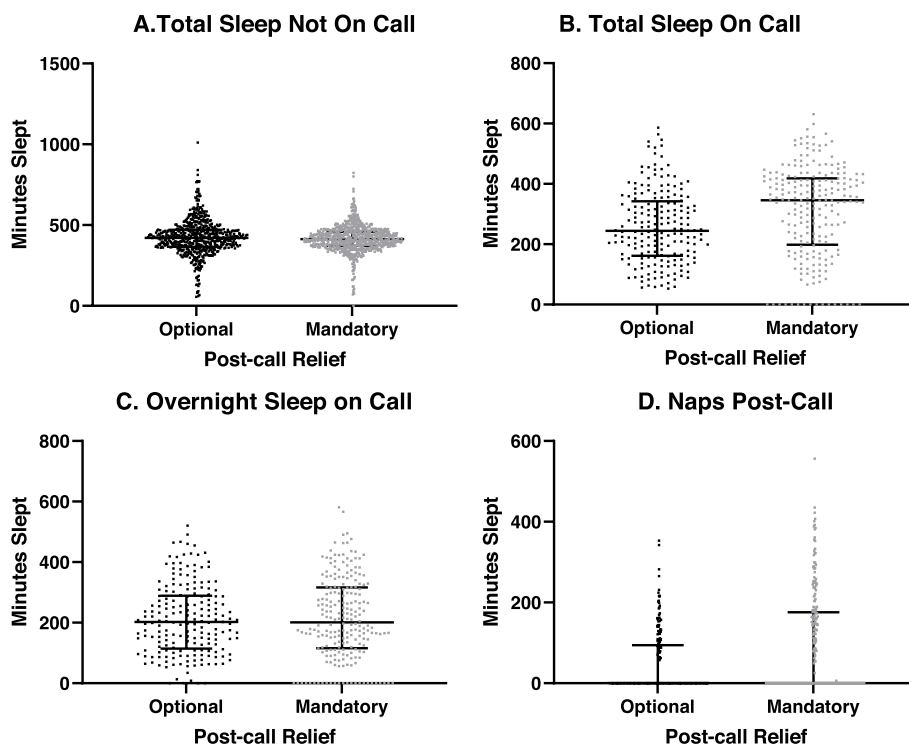 A.Total Sleep Not On Call
Minutes Slept
1500
1000
500
0
Optional
Mandatory
Post-call Relief
B. Total Sleep On Call
Minutes Slept
800
600
400
200
0
Optional
Mandatory
Post-call Relief
C. Overnight Sleep on Call
Minutes Slept
800
600
400
200
0
Optional
Mandatory
Post-call Relief
D. Naps Post-Call
Minutes Slept
600
400
200
0
Optional
Mandatory
Post-call Relief